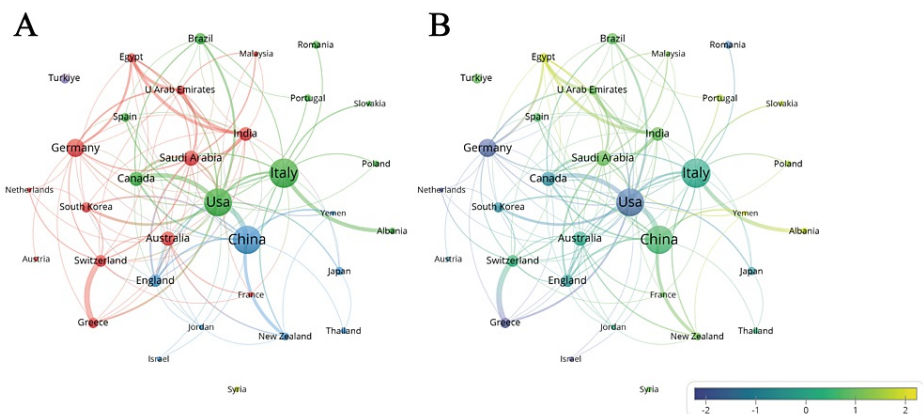 A
Brazil
Romania
Egypt
Malaysia
Turkiye
U Arab Emirates
Portugal
Slovakia
Spain
India
Germany
Saudi Arabia
Italy
Poland
Canada
Netherlands
Usa
South Korea
Yemen
Albania
Australia
China
Austria
Switzerland
Japan
England
France
Greece
Jordan
New Zealand
Thailand
Israel
Syria
B
Brazil
Romania
Egypt
Malaysia
Turkiye
U Arab Emirates
Portugal
Slovakia
Spain
India
Germany
Saudi Arabia
Italy
Poland
Canada
Netherlands
Usa
South Korea
Yemen
Albania
Australia
China
Austria
Switzerland
Japan
England
France
Greece
Jordan
New Zealand
Thailand
Israel
Syria
-2 -1 0 1 2